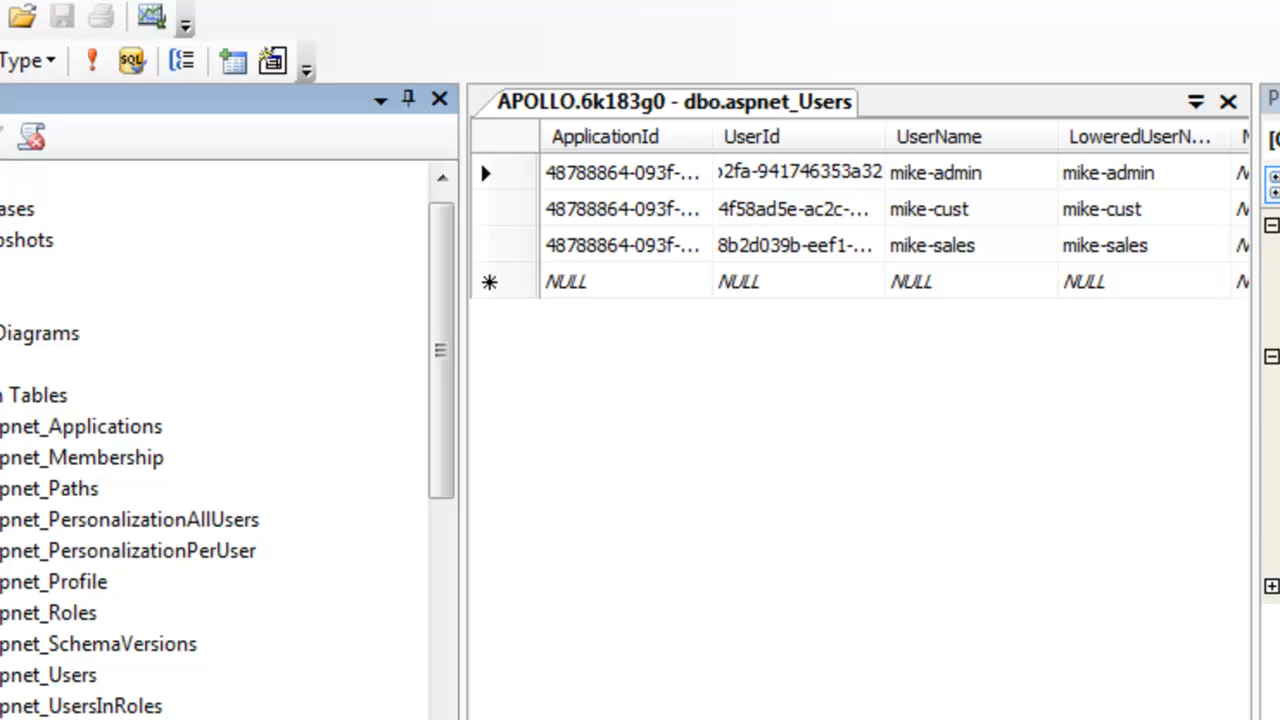 Type
SQL
APOLLO.6k183g0 - dbo.aspnet_Users
ApplicationId UserId UserName LoweredUserN...
48788864-093f-... 2fa-941746353a32 mike-admin mike-admin
48788864-093f-... 4f58ad5e-ac2c-... mike-cust mike-cust
48788864-093f-... 8b2d039b-eef1-... mike-sales mike-sales
NULL NULL NULL NULL
ases
pshots
Diagrams
Tables
pnet_Applications
pnet_Membership
pnet_Paths
pnet_PersonalizationAllUsers
pnet_PersonalizationPerUser
pnet_Profile
pnet_Roles
pnet_SchemaVersions
pnet_Users
pnet_UsersInRoles